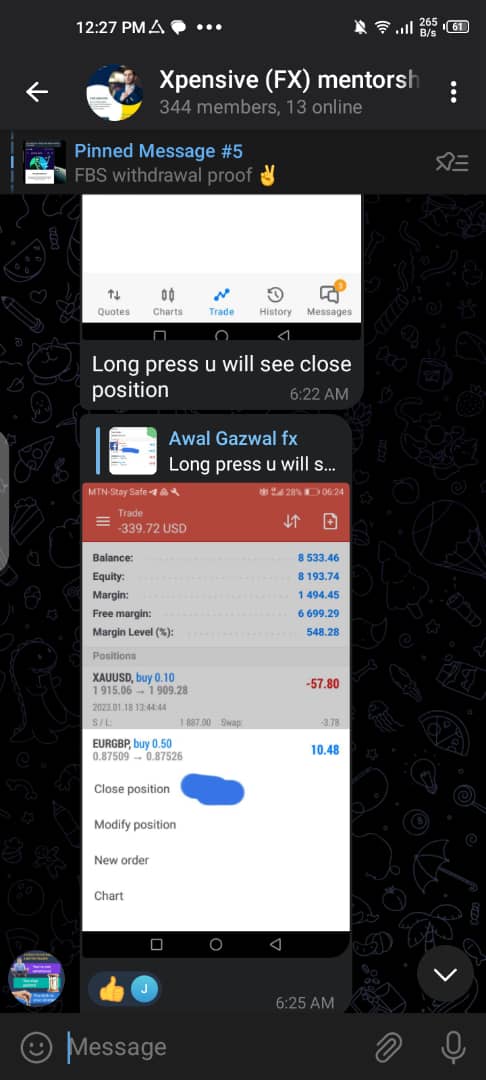 12:27 PM
265 B/s
61
Xpensive (FX) mentorsh
344 members, 13 online
Pinned Message #5
FBS withdrawal proof ✌
Quotes Charts Trade History Messages
Long press u will see close
position
6:22 AM
Awal Gazwal fx
Long press u will s...
MTN-Stay Safe 28% 06:24
Trade
-339.72 USD
Balance: 8 533.46
Equity: 8 193.74
Margin: 1 494.45
Free margin: 6 699.29
Margin Level (%): 548.28
Positions
XAUUSD, buy 0.10
1 915.06 → 1 909.28 -57.80
2023.01.18 13:44:44
S / L: 1 887.00 Swap: -3.78
EURGBP, buy 0.50
0.87509 → 0.87526 10.48
Close position
Modify position
New order
Chart
👍 J
6:25 AM
Message